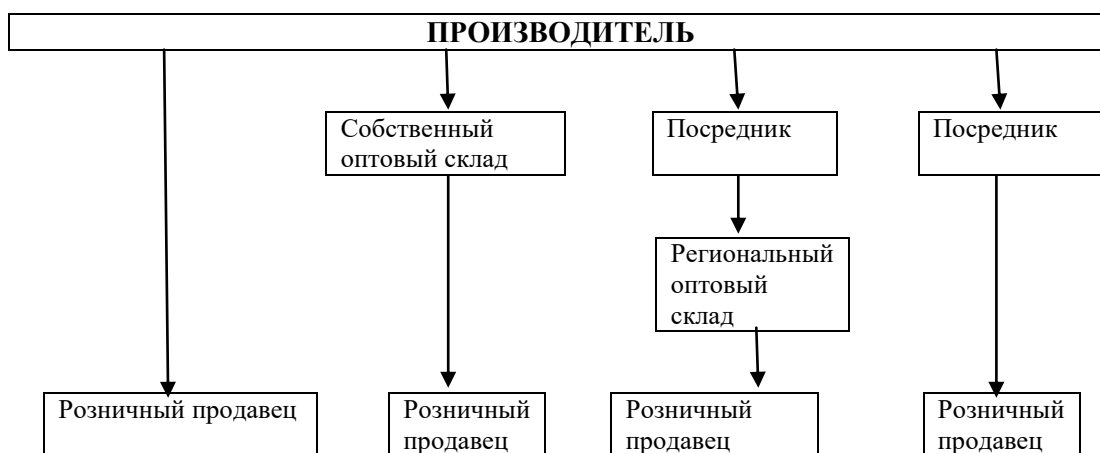 ПРОИЗВОДИТЕЛЬ
Собственный
оптовый склад
Посредник
Посредник
Региональный
оптовый
склад
Розничный продавец
Розничный
продавец
Розничный
продавец
Розничный
продавец